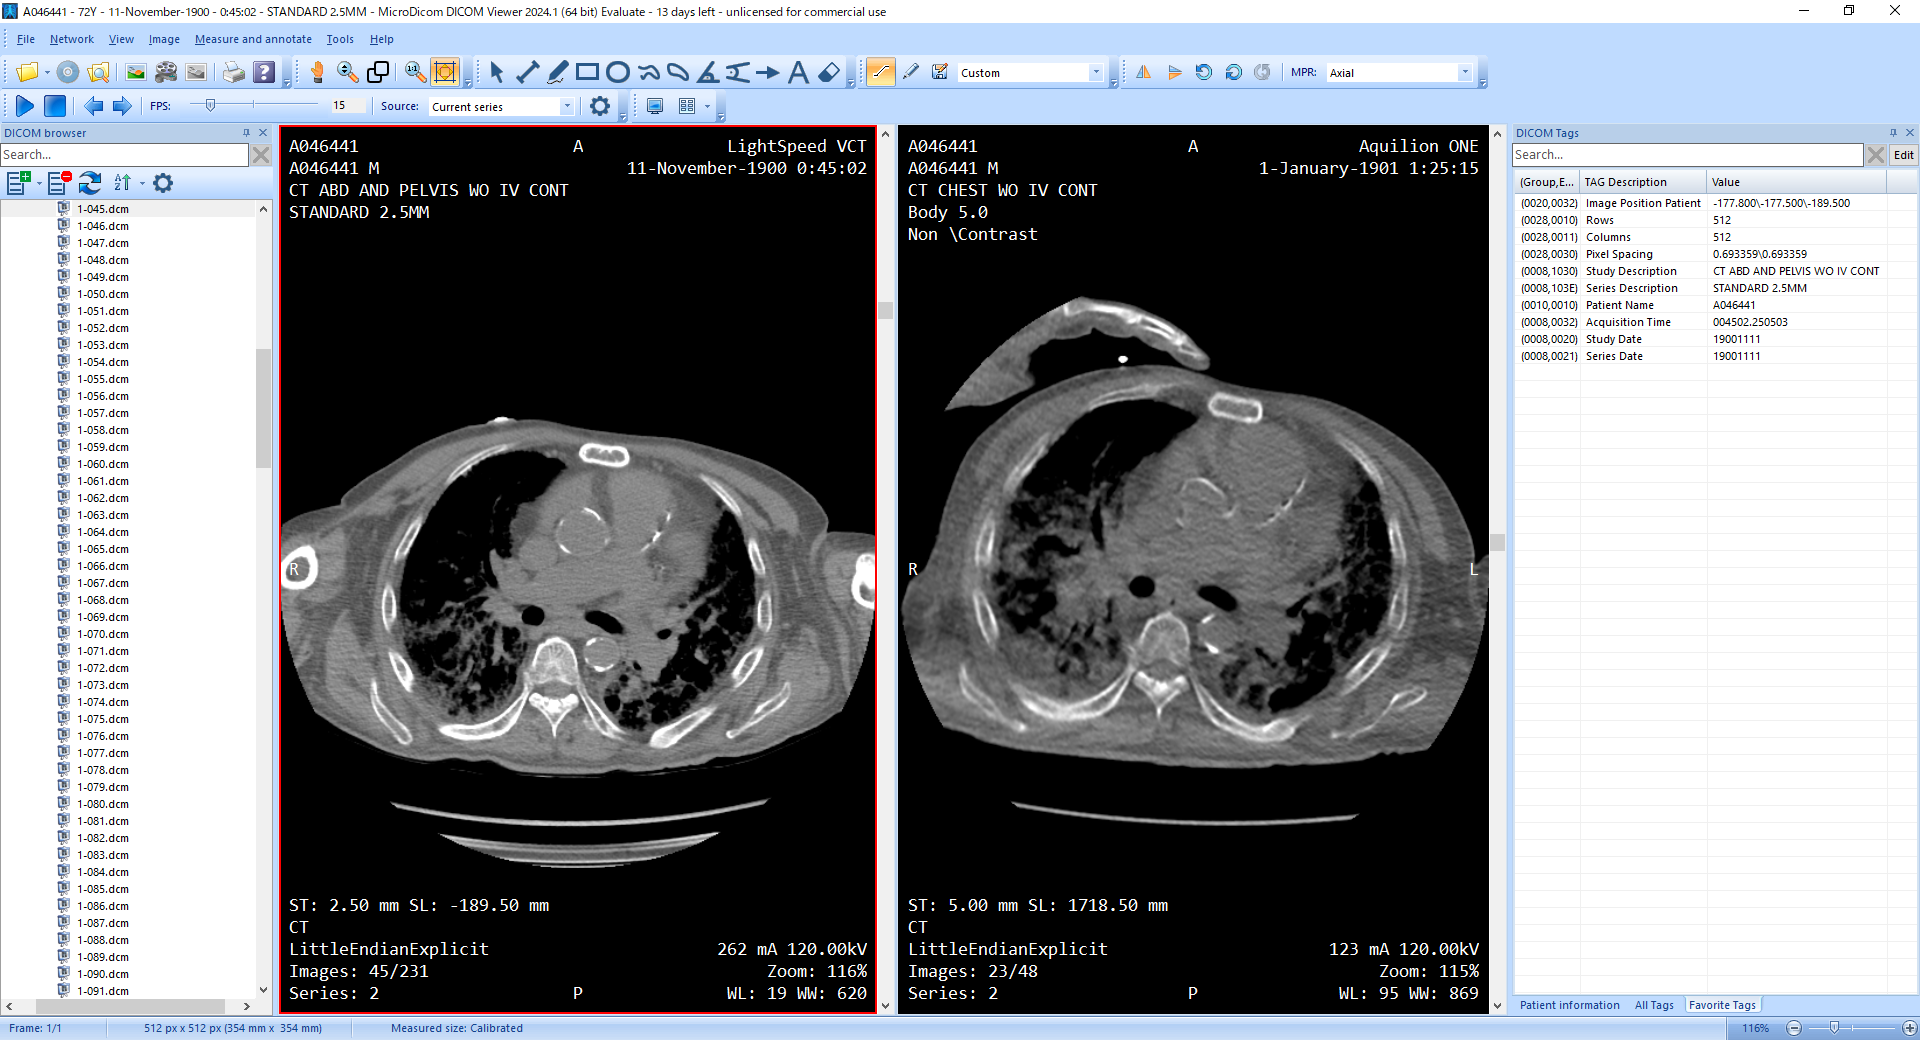 A046441 - 72Y - 11-November-1900 - 0:45:02 - STANDARD 2.5MM - MicroDicom DICOM Viewer 2024.1 (64 bit) Evaluate - 13 days left - unlicensed for commercial use
File Network View Image Measure and annotate Tools Help
1:1 Custom MPR: Axial
FPS: 15 Source: Current series
DICOM browser
Search...
1-045.dcm
1-046.dcm
1-047.dcm
1-048.dcm
1-049.dcm
1-050.dcm
1-051.dcm
1-052.dcm
1-053.dcm
1-054.dcm
1-055.dcm
1-056.dcm
1-057.dcm
1-058.dcm
1-059.dcm
1-060.dcm
1-061.dcm
1-062.dcm
1-063.dcm
1-064.dcm
1-065.dcm
1-066.dcm
1-067.dcm
1-068.dcm
1-069.dcm
1-070.dcm
1-071.dcm
1-072.dcm
1-073.dcm
1-074.dcm
1-075.dcm
1-076.dcm
1-077.dcm
1-078.dcm
1-079.dcm
1-080.dcm
1-081.dcm
1-082.dcm
1-083.dcm
1-084.dcm
1-085.dcm
1-086.dcm
1-087.dcm
1-088.dcm
1-089.dcm
1-090.dcm
1-091.dcm
A046441 A LightSpeed VCT
A046441 M 11-November-1900 0:45:02
CT ABD AND PELVIS WO IV CONT
STANDARD 2.5MM
R
ST: 2.50 mm SL: -189.50 mm
CT
LittleEndianExplicit 262 mA 120.00kV
Images: 45/231 Zoom: 116%
Series: 2 P WL: 19 WW: 620
A046441 A Aquilion ONE
A046441 M 1-January-1901 1:25:15
CT CHEST WO IV CONT
Body 5.0
Non \Contrast
R L
ST: 5.00 mm SL: 1718.50 mm
CT
LittleEndianExplicit 123 mA 120.00kV
Images: 23/48 Zoom: 115%
Series: 2 P WL: 95 WW: 869
DICOM Tags
Search... Edit
(Group,E... TAG Description Value
(0020,0032) Image Position Patient -177.800\-177.500\-189.500
(0028,0010) Rows 512
(0028,0011) Columns 512
(0028,0030) Pixel Spacing 0.693359\0.693359
(0008,1030) Study Description CT ABD AND PELVIS WO IV CONT
(0008,103E) Series Description STANDARD 2.5MM
(0010,0010) Patient Name A046441
(0008,0032) Acquisition Time 004502.250503
(0008,0020) Study Date 19001111
(0008,0021) Series Date 19001111
Patient information All Tags Favorite Tags
Frame: 1/1 512 px x 512 px (354 mm x 354 mm) Measured size: Calibrated 116%